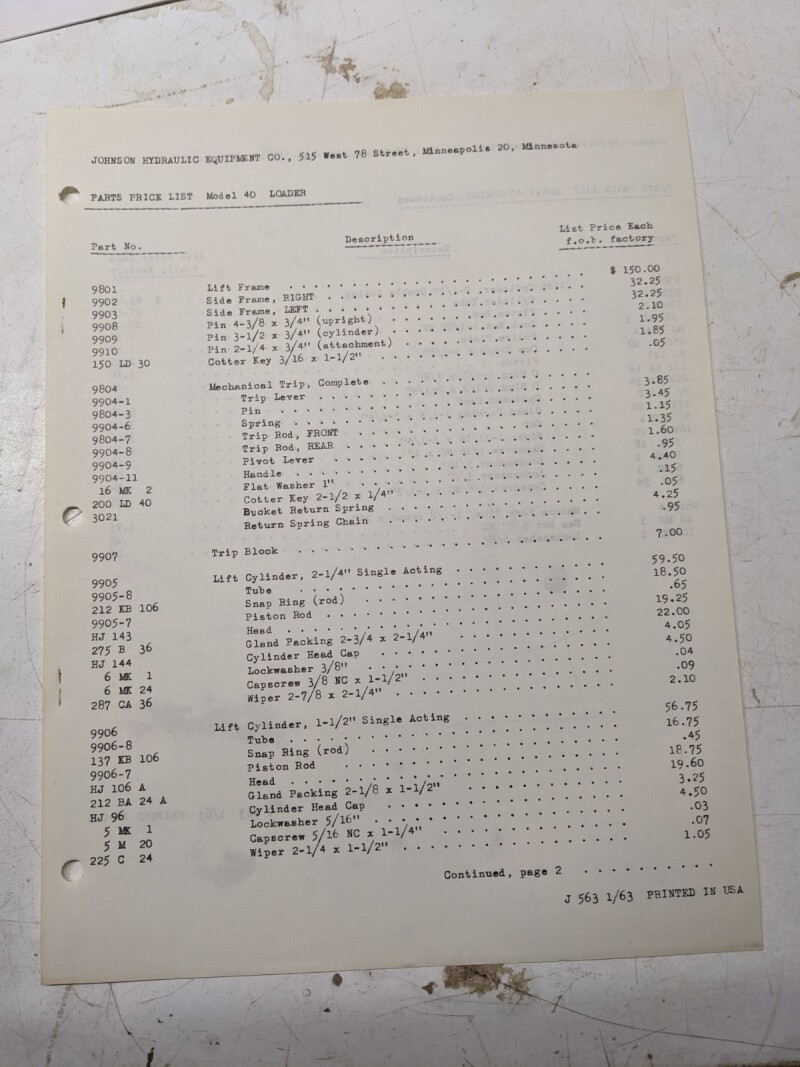 JOHNSON HYDRAULIC EQUIPMENT CO., 515 West 78 Street, Minneapolis 20, Minnesota
PARTS PRICE LIST Model 40 LOADER
Part No. Description List Price Each
f.o.b. factory
9801 Lift Frame . . . . . . . . . . . . . . . . . $ 150.00
9902 Side Frame, RIGHT . . . . . . . . . . . . . . . 32.25
9903 Side Frame, LEFT . . . . . . . . . . . . . . . 32.25
9908 Pin 4-3/8 x 3/4" (upright) . . . . . . . . . . . 2.10
9909 Pin 3-1/2 x 3/4" (cylinder) . . . . . . . . . . . 1.95
9910 Pin 2-1/4 x 3/4" (attachment) . . . . . . . . . . 1.85
150 LD 30 Cotter Key 3/16 x 1-1/2" . . . . . . . . . . . .05
9804 Mechanical Trip, Complete . . . . . . . . . . . .
9904-1 Trip Lever . . . . . . . . . . . . . . . 3.85
9804-3 Pin . . . . . . . . . . . . . . . . . 3.45
9904-6 Spring . . . . . . . . . . . . . . . . 1.15
9804-7 Trip Rod, FRONT . . . . . . . . . . . . . 1.35
9904-8 Trip Rod, REAR . . . . . . . . . . . . . 1.60
9904-9 Pivot Lever . . . . . . . . . . . . . . .95
9904-11 Handle . . . . . . . . . . . . . . . . 4.40
16 MK 2 Flat Washer 1" . . . . . . . . . . . . . .15
200 LD 40 Cotter Key 2-1/2 x 1/4" . . . . . . . . . . .05
3021 Bucket Return Spring . . . . . . . . . . . 4.25
Return Spring Chain . . . . . . . . . . . .95
9907 Trip Block . . . . . . . . . . . . . . . . . 7.00
9905 Lift Cylinder, 2-1/4" Single Acting . . . . . . . . 59.50
9905-8 Tube . . . . . . . . . . . . . . . . . 18.50
212 KB 106 Snap Ring (rod) . . . . . . . . . . . . . .65
9905-7 Piston Rod . . . . . . . . . . . . . . . 19.25
HJ 143 Head . . . . . . . . . . . . . . . . . 22.00
275 B 36 Gland Packing 2-3/4 x 2-1/4" . . . . . . . . 4.05
HJ 144 Cylinder Head Cap . . . . . . . . . . . . 4.50
6 MK 1 Lockwasher 3/8" . . . . . . . . . . . . . .04
6 MK 24 Capscrew 3/8 NC x 1-1/2" . . . . . . . . . . .09
287 CA 36 Wiper 2-7/8 x 2-1/4" . . . . . . . . . . . 2.10
9906 Lift Cylinder, 1-1/2" Single Acting . . . . . . . . 56.75
9906-8 Tube . . . . . . . . . . . . . . . . . 16.75
137 KB 106 Snap Ring (rod) . . . . . . . . . . . . . .45
9906-7 Piston Rod . . . . . . . . . . . . . . . 18.75
HJ 106 A Head . . . . . . . . . . . . . . . . . 19.60
212 BA 24 A Gland Packing 2-1/8 x 1-1/2" . . . . . . . . 3.25
HJ 96 Cylinder Head Cap . . . . . . . . . . . . 4.50
5 MK 1 Lockwasher 5/16" . . . . . . . . . . . . . .03
5 M 20 Capscrew 5/16 NC x 1-1/4" . . . . . . . . . . .07
225 C 24 Wiper 2-1/4 x 1-1/2" . . . . . . . . . . . 1.05
Continued, page 2 . . . . . . . . . .
J 563 1/63 PRINTED IN USA